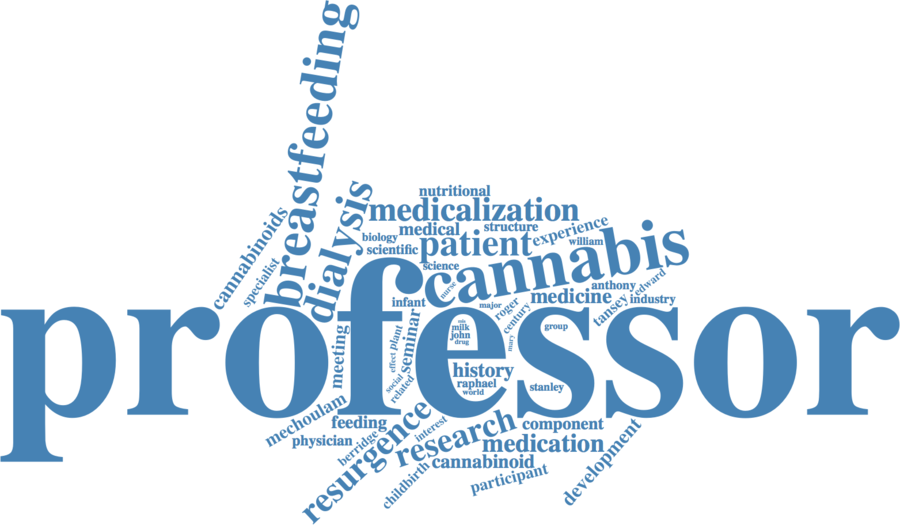 breastfeeding
dialysis
cannabinoids
specialist
nutritional
medicalization
medical
structure
experience
biology
patient
william
scientific
cannabis
science
nurse
anthony
edward
infant
major
roger
medicine
tansey
industry
century
professor
meeting
plant
effect
seminar
milk
john
drug
mary
group
social
related
history
raphael
world
stanley
mechoulam
feeding
resurgence
interest
research
component
physician
berridge
medication
development
childbirth
cannabinoid
participant